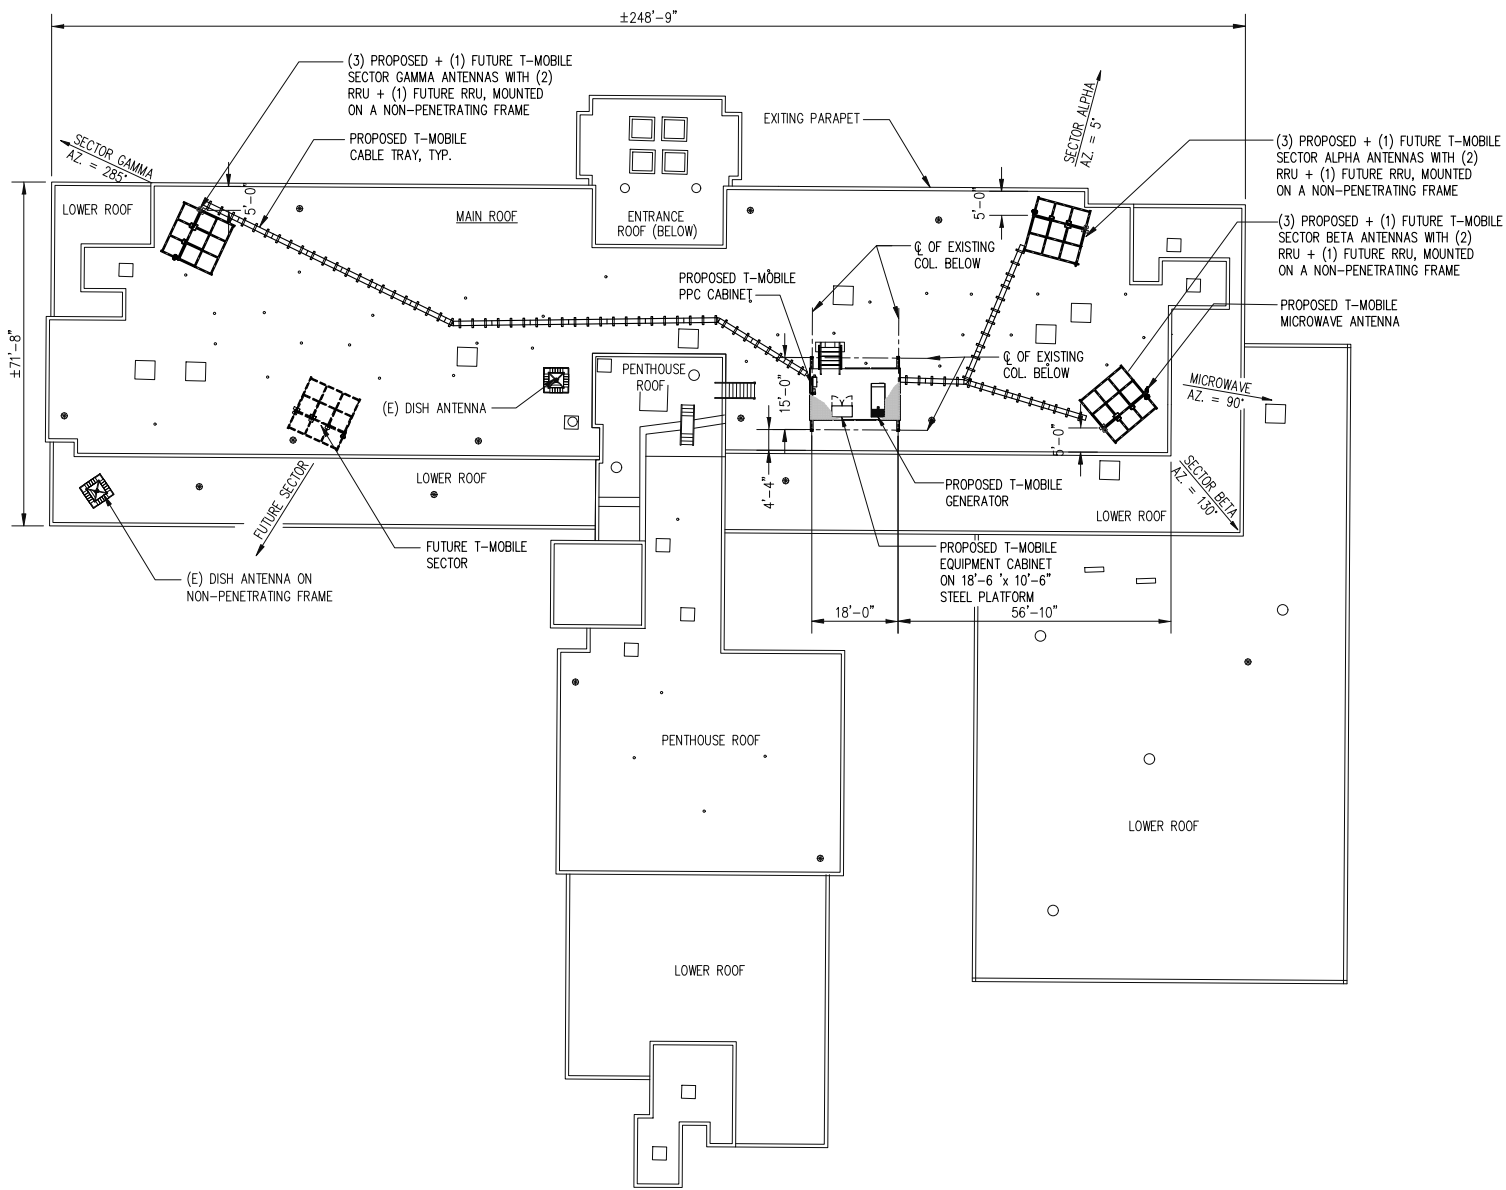 ±248'-9"
(3) PROPOSED + (1) FUTURE T-MOBILE
SECTOR GAMMA ANTENNAS WITH (2)
RRU + (1) FUTURE RRU, MOUNTED
ON A NON-PENETRATING FRAME
PROPOSED T-MOBILE
CABLE TRAY, TYP.
EXITING PARAPET
SECTOR ALPHA
AZ. = 5°
(3) PROPOSED + (1) FUTURE T-MOBILE
SECTOR ALPHA ANTENNAS WITH (2)
RRU + (1) FUTURE RRU, MOUNTED
ON A NON-PENETRATING FRAME
SECTOR GAMMA
AZ. = 285°
5'-0"
LOWER ROOF
MAIN ROOF
ENTRANCE
ROOF (BELOW)
5'-0"
(3) PROPOSED + (1) FUTURE T-MOBILE
SECTOR BETA ANTENNAS WITH (2)
RRU + (1) FUTURE RRU, MOUNTED
ON A NON-PENETRATING FRAME
℄ OF EXISTING
COL. BELOW
PROPOSED T-MOBILE
PPC CABINET
PROPOSED T-MOBILE
MICROWAVE ANTENNA
±71'-8"
℄ OF EXISTING
COL. BELOW
PENTHOUSE
ROOF
15'-0"
MICROWAVE
AZ. = 90°
(E) DISH ANTENNA
5'-0"
LOWER ROOF
4'-4"
PROPOSED T-MOBILE
GENERATOR
SECTOR BETA
AZ. = 130°
FUTURE SECTOR
LOWER ROOF
FUTURE T-MOBILE
SECTOR
PROPOSED T-MOBILE
EQUIPMENT CABINET
ON 18'-6 'x 10'-6"
STEEL PLATFORM
(E) DISH ANTENNA ON
NON-PENETRATING FRAME
18'-0"
56'-10"
PENTHOUSE ROOF
LOWER ROOF
LOWER ROOF